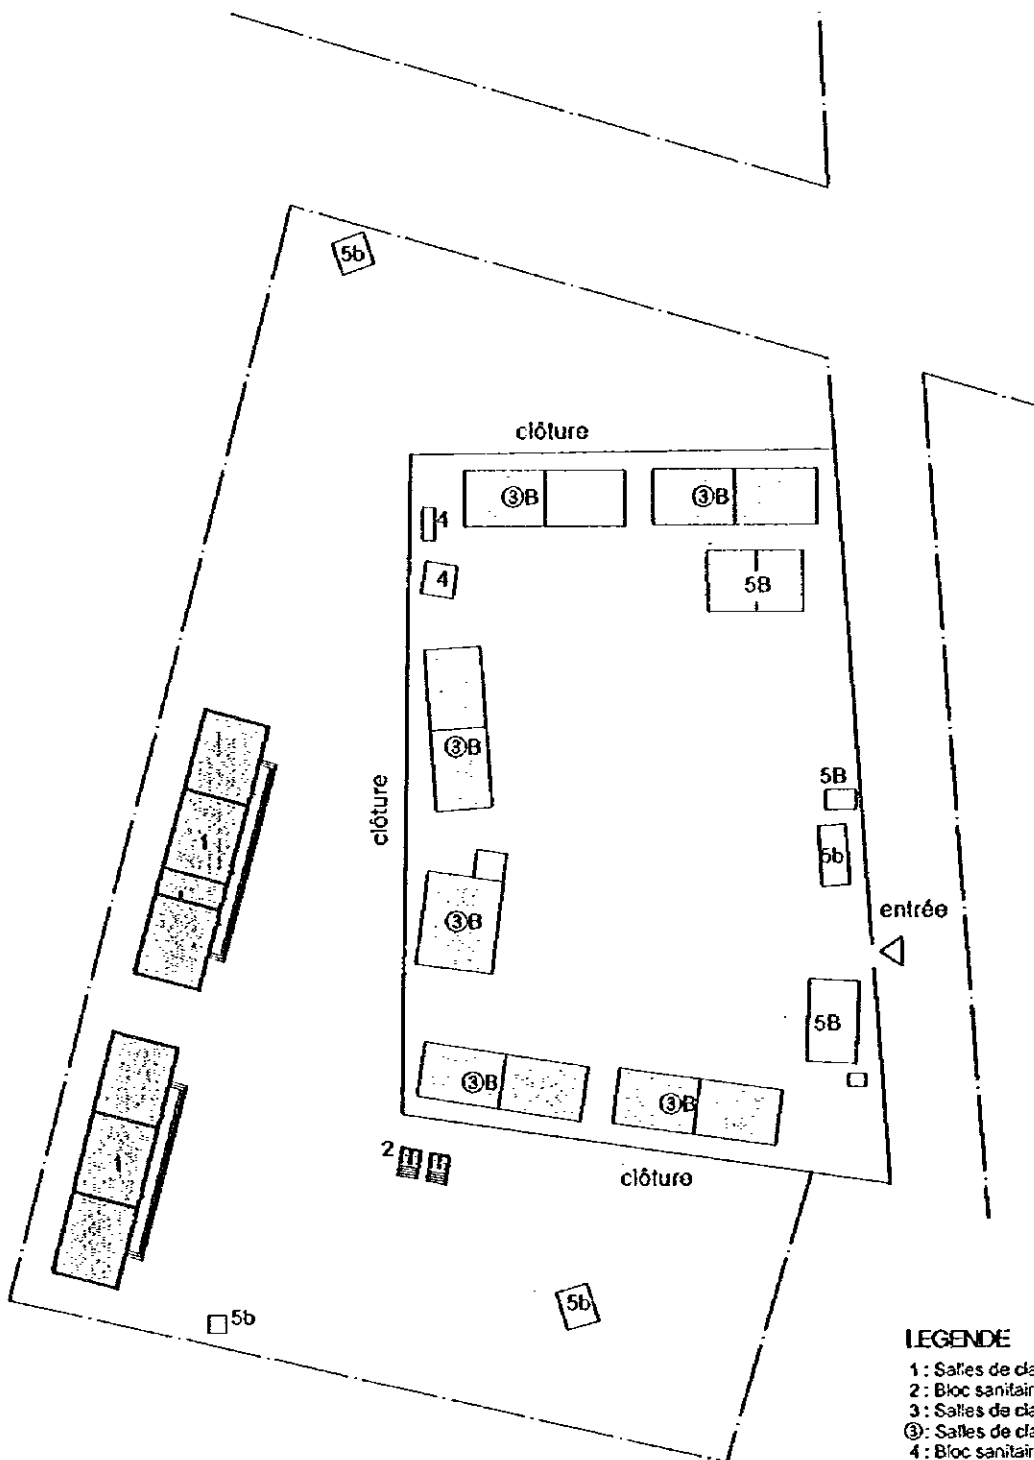 5b
clôture
③B
③B
4
4
5B
③B
clôture
5B
5b
1
entrée
③B
5B
③B
③B
2
clôture
1
5b
5b
LEGENDE
1 : Salles de cla
2 : Bloc sanitair
3 : Salles de cla
③ : Salles de cla
4 : Bloc sanitair